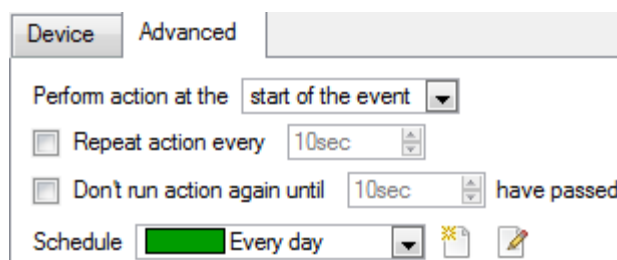 Device Advanced
Perform action at the start of the event
Repeat action every 10sec
Don't run action again until 10sec have passed
Schedule Every day